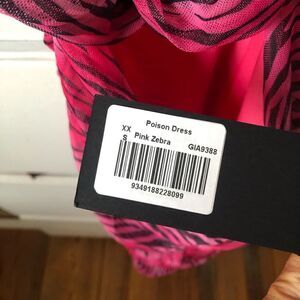 Poison Dress
XX
S Pink Zebra GIA9388
9349188228099